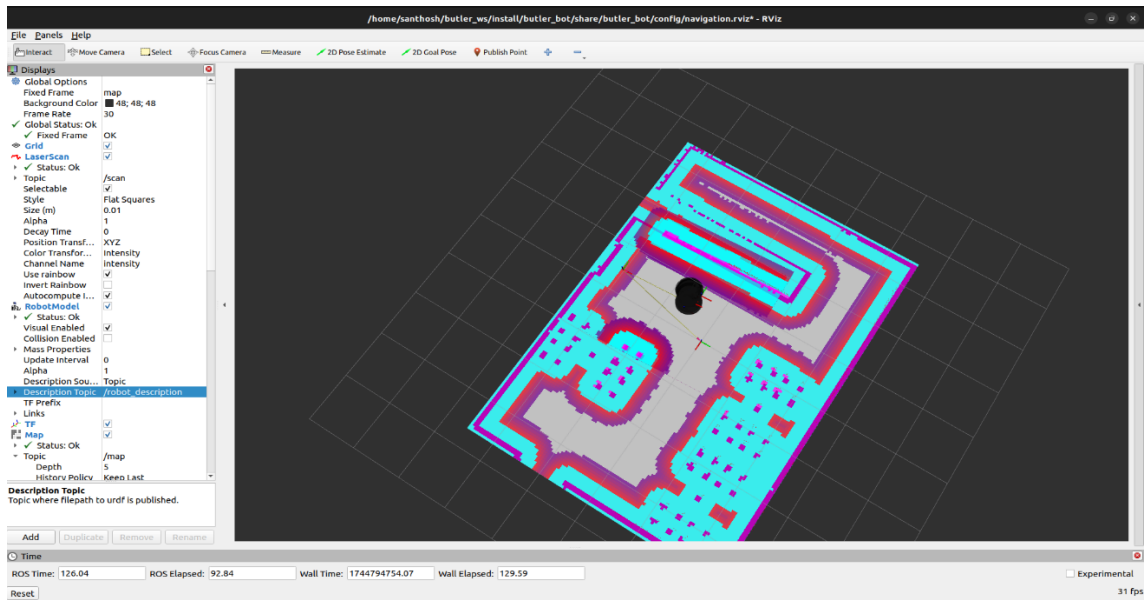 /home/santhosh/butler_ws/install/butler_bot/share/butler_bot/config/navigation.rviz* - RViz
File Panels Help
Interact Move Camera Select Focus Camera Measure 2D Pose Estimate 2D Goal Pose Publish Point
Displays
Global Options
Fixed Frame map
Background Color 48; 48; 48
Frame Rate 30
Global Status: Ok
Fixed Frame OK
Grid
LaserScan
Status: Ok
Topic /scan
Selectable
Style Flat Squares
Size (m) 0.01
Alpha 1
Decay Time 0
Position Transf... XYZ
Color Transfor... Intensity
Channel Name intensity
Use rainbow
Invert Rainbow
Autocompute I...
RobotModel
Status: Ok
Visual Enabled
Collision Enabled
Mass Properties
Update Interval 0
Alpha 1
Description Sou... Topic
Description Topic /robot_description
TF Prefix
Links
TF
Map
Status: Ok
Topic /map
Depth 5
History Policy Keep Last
Description Topic
Topic where filepath to urdf is published.
Add Duplicate Remove Rename
Time
ROS Time: 126.04 ROS Elapsed: 92.84 Wall Time: 1744794754.07 Wall Elapsed: 129.59 Experimental
Reset 31 fps